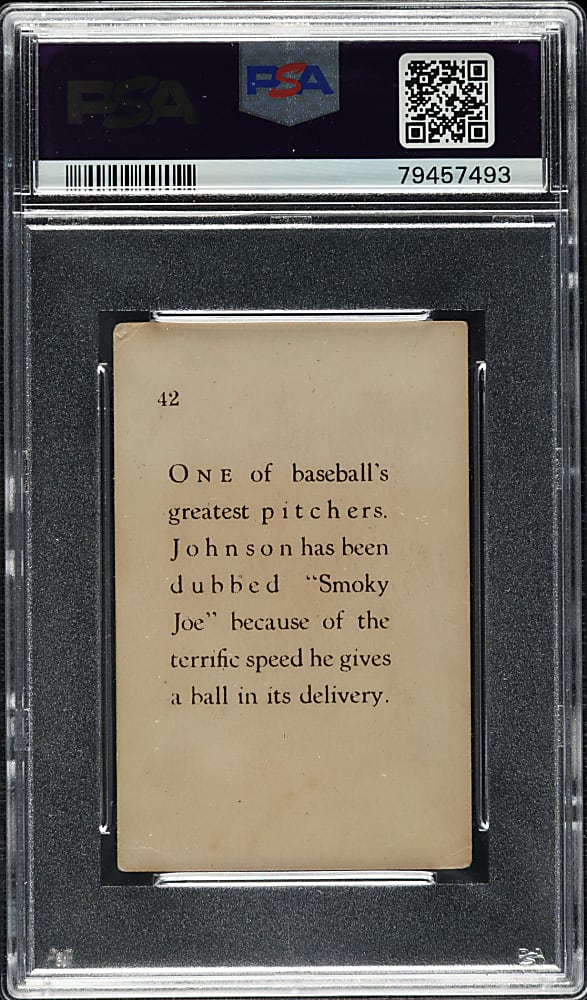 PSA
PSA
79457493
42
ONE of baseball's
greatest pitchers.
Johnson has been
dubbed "Smoky
Joe" because of the
terrific speed he gives
a ball in its delivery.